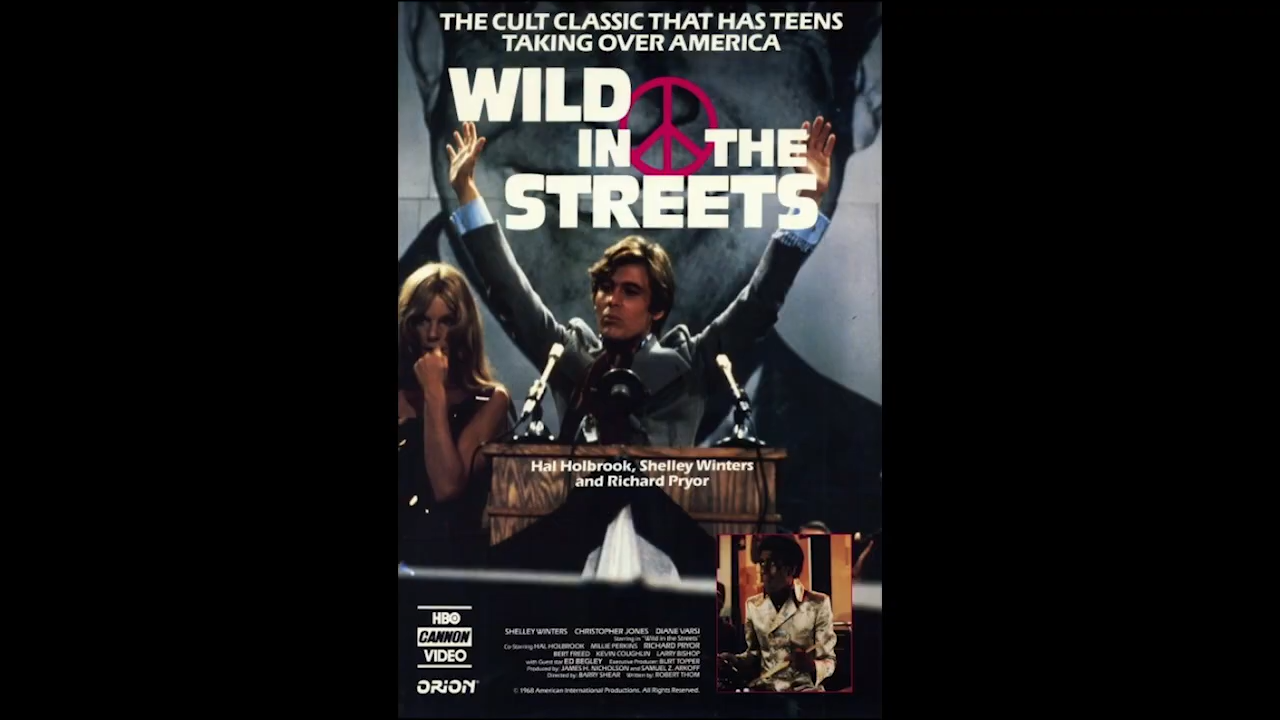 THE CULT CLASSIC THAT HAS TEENS
TAKING OVER AMERICA
WILD
IN THE
STREETS
Hal Holbrook, Shelley Winters
and Richard Pryor
HBO
CANNON
VIDEO
ORION
SHELLEY WINTERS CHRISTOPHER JONES DIANE VARSI
Starring in "Wild in the Streets"
Co-Starring HAL HOLBROOK MILLIE PERKINS RICHARD PRYOR
BERT FREED KEVIN COUGHLIN LARRY BISHOP
with Guest star ED BEGLEY Executive Producer: BURT TOPPER
Produced by: JAMES H. NICHOLSON and SAMUEL Z. ARKOFF
Directed by: BARRY SHEAR Written by: ROBERT THOM
© 1968 American International Productions. All Rights Reserved.